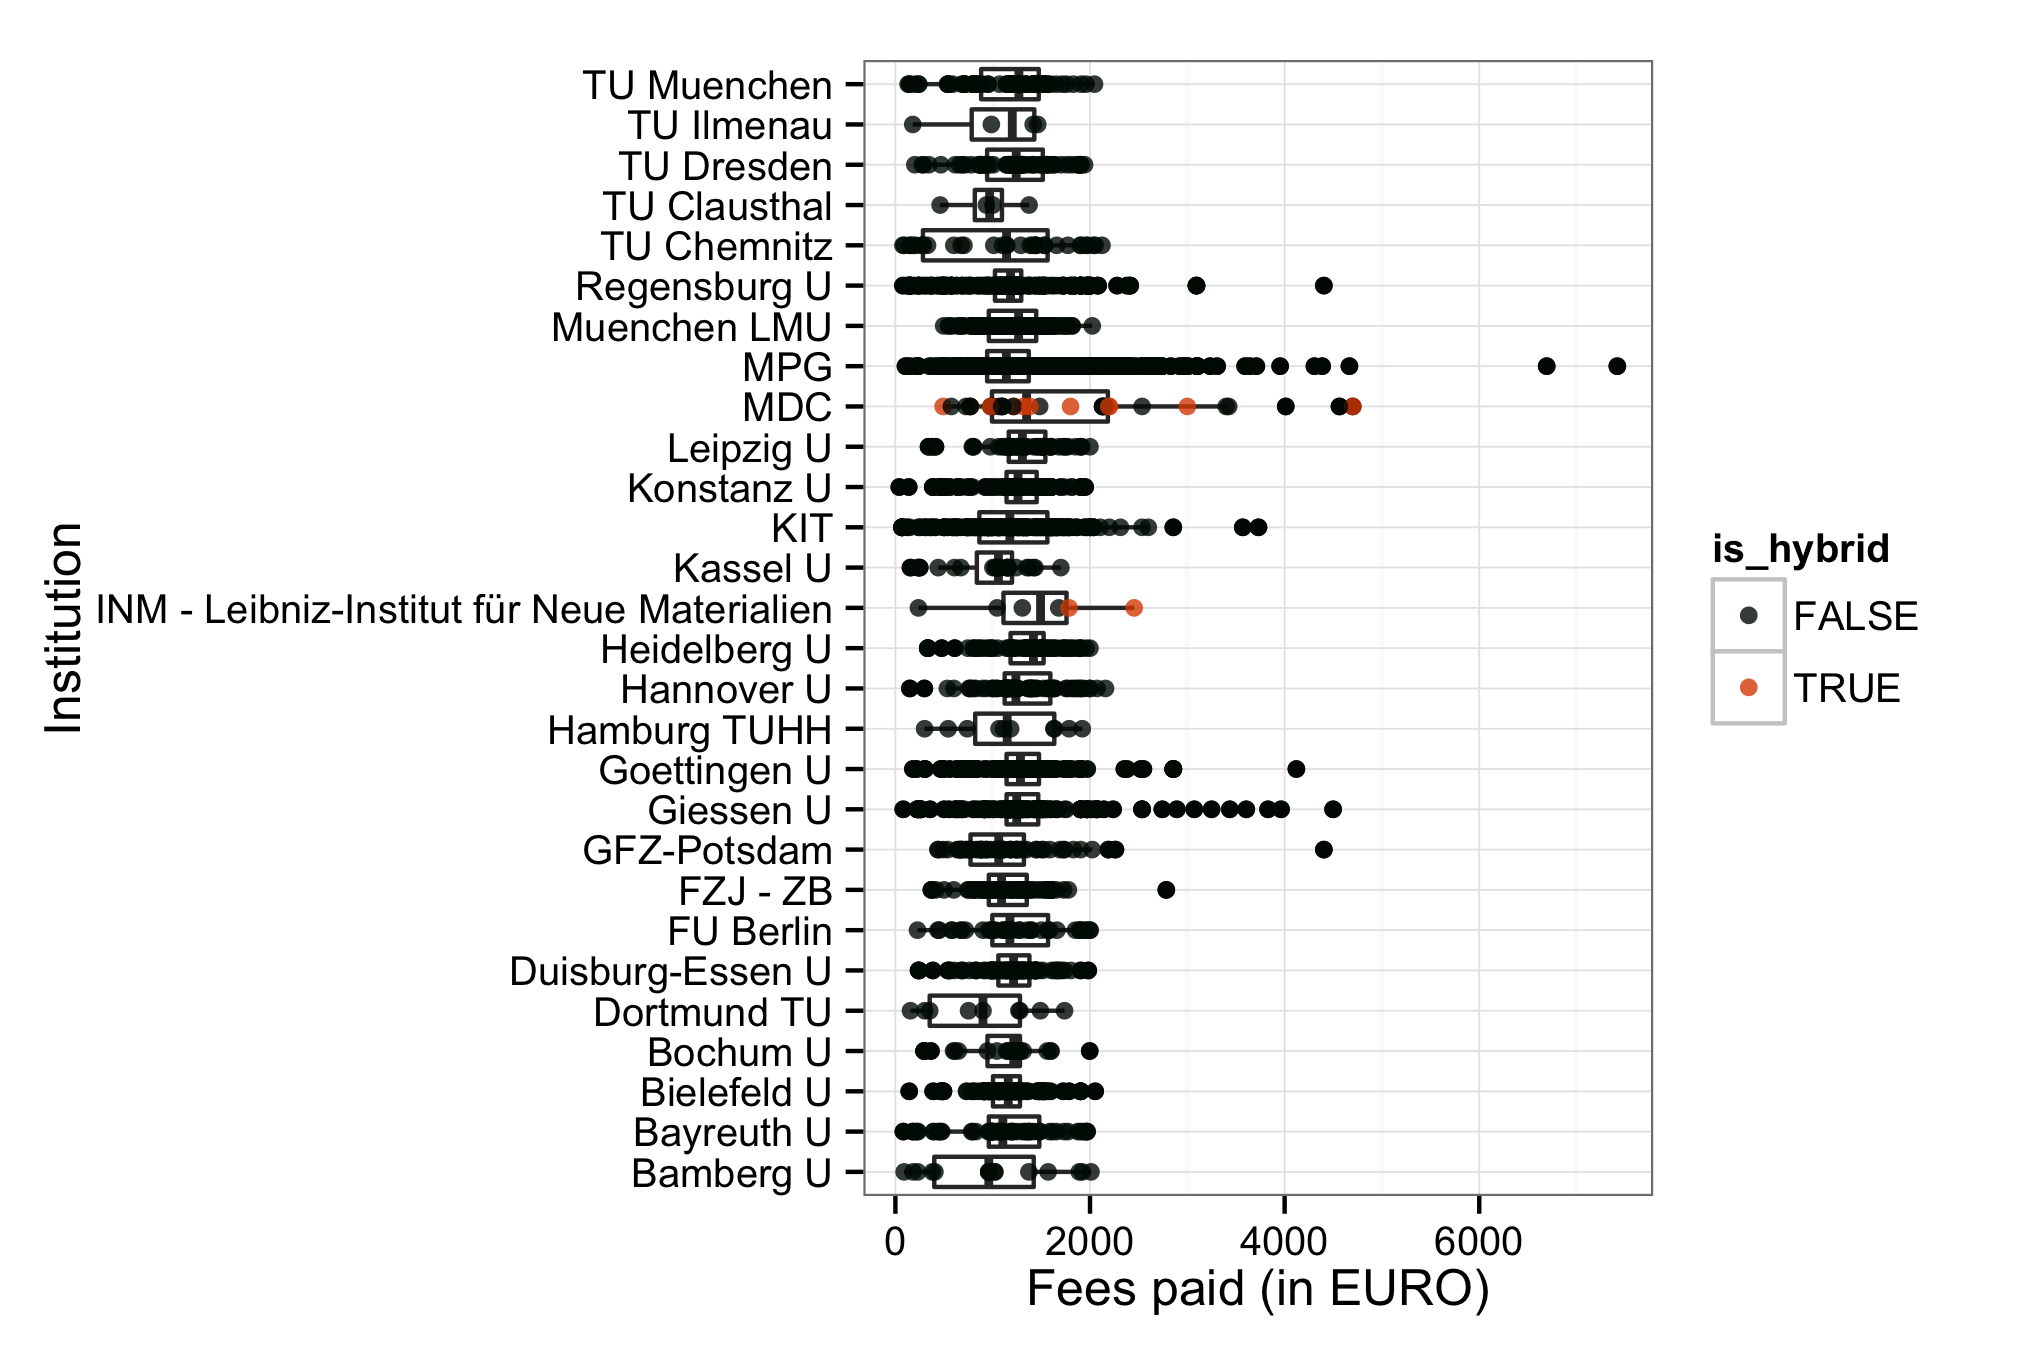 TU Muenchen
TU Ilmenau
TU Dresden
TU Clausthal
TU Chemnitz
Regensburg U
Muenchen LMU
MPG
MDC
Leipzig U
Konstanz U
KIT
Kassel U
INM - Leibniz-Institut für Neue Materialien
Heidelberg U
Hannover U
Hamburg TUHH
Goettingen U
Giessen U
GFZ-Potsdam
FZJ - ZB
FU Berlin
Duisburg-Essen U
Dortmund TU
Bochum U
Bielefeld U
Bayreuth U
Bamberg U
Institution
0 2000 4000 6000
Fees paid (in EURO)
is_hybrid
FALSE
TRUE